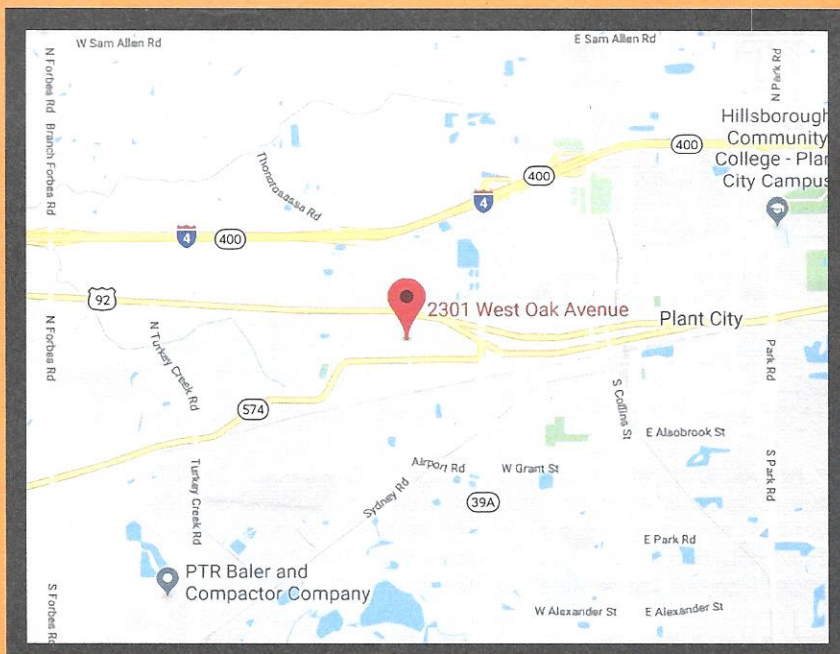 W Sam Allen Rd
E Sam Allen Rd
N Forbes Rd
N Park Rd
Hillsborough
Community
College - Plan
City Campus
400
400
Branch Forbes Rd
Thonotosassa Rd
4
4
400
92
2301 West Oak Avenue
Plant City
N Forbes Rd
N Turkey Creek Rd
Park Rd
574
S Collins St
E Alsobrook St
Airport Rd
W Grant St
S Park Rd
Turkey Creek Rd
Sydney Rd
39A
E Park Rd
PTR Baler and
Compactor Company
S Forbes Rd
W Alexander St
E Alexander St